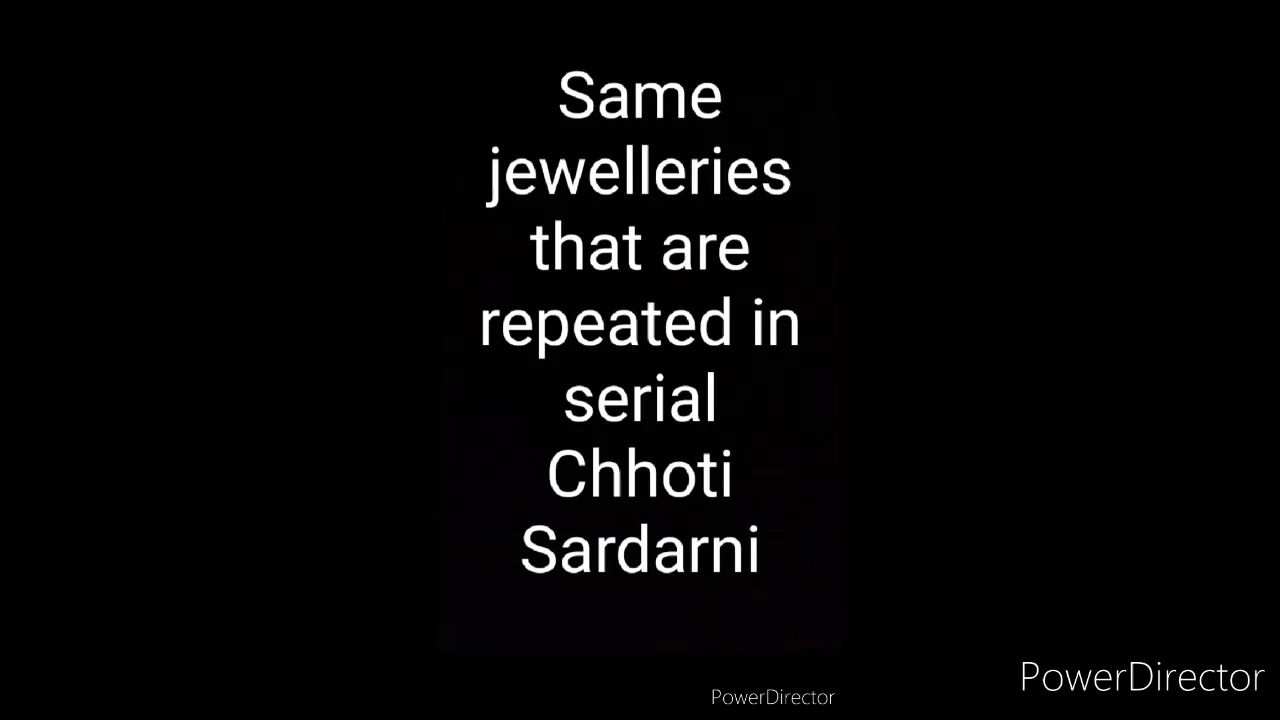 Same
jewelleries
that are
repeated in
serial
Chhoti
Sardarni
PowerDirector
PowerDirector